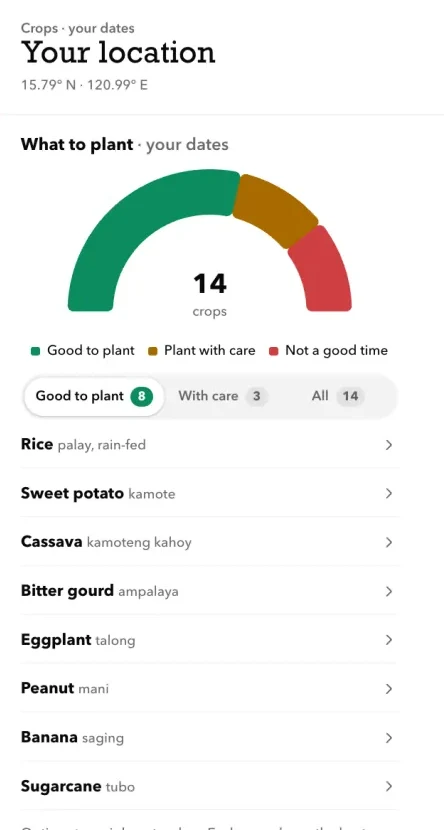 Crops · your dates
Your location
15.79° N · 120.99° E
What to plant · your dates
14
crops
Good to plant Plant with care Not a good time
Good to plant 8 With care 3 All 14
Rice palay, rain-fed
Sweet potato kamote
Cassava kamoteng kahoy
Bitter gourd ampalaya
Eggplant talong
Peanut mani
Banana saging
Sugarcane tubo